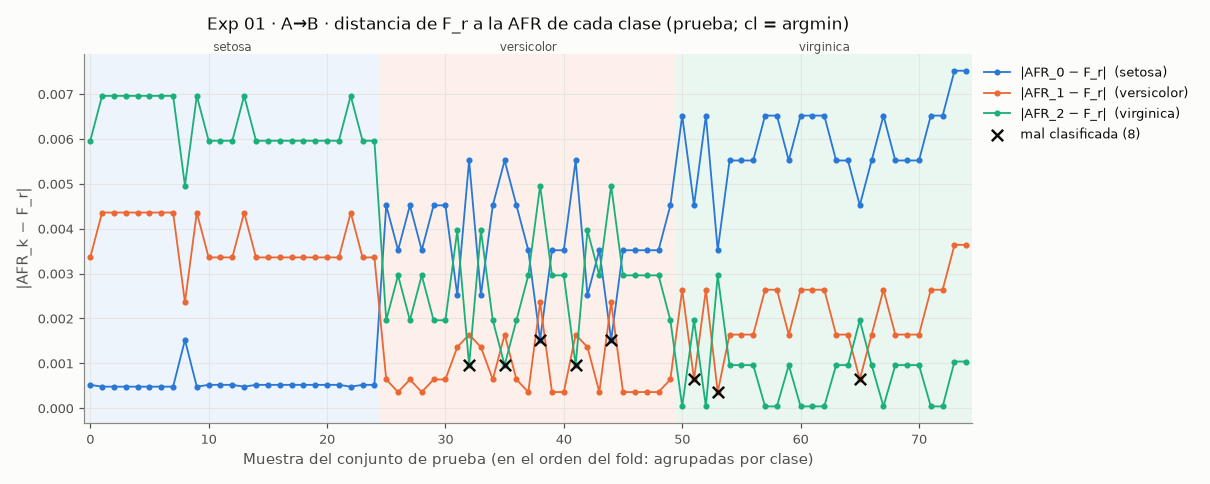 Exp 01 · A→B · distancia de F_r a la AFR de cada clase (prueba; cl = argmin)
setosa versicolor virginica
|AFR_0 − F_r| (setosa)
|AFR_1 − F_r| (versicolor)
|AFR_2 − F_r| (virginica)
mal clasificada (8)
|AFR_k − F_r|
0.007
0.006
0.005
0.004
0.003
0.002
0.001
0.000
0 10 20 30 40 50 60 70
Muestra del conjunto de prueba (en el orden del fold: agrupadas por clase)